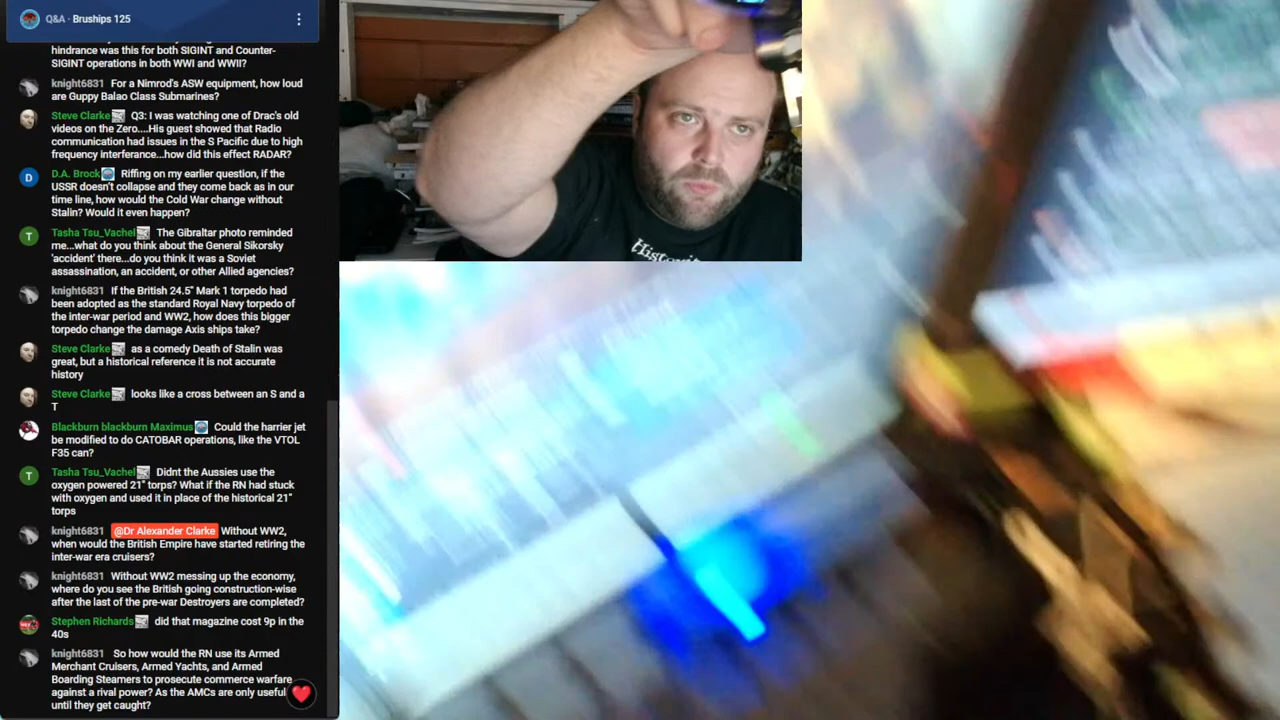 Q&A · Bruships 125
hindrance was this for both SIGINT and Counter-
SIGINT operations in both WWI and WWII?
knight6831 For a Nimrod's ASW equipment, how loud
are Guppy Balao Class Submarines?
Steve Clarke Q3: I was watching one of Drac's old
videos on the Zero....His guest showed that Radio
communication had issues in the S Pacific due to high
frequency interferance...how did this effect RADAR?
D.A. Brock Riffing on my earlier question, if the
USSR doesn't collapse and they come back as in our
time line, how would the Cold War change without
Stalin? Would it even happen?
Tasha Tsu_Vachel The Gibraltar photo reminded
me...what do you think about the General Sikorsky
'accident' there...do you think it was a Soviet
assassination, an accident, or other Allied agencies?
knight6831 If the British 24.5" Mark 1 torpedo had
been adopted as the standard Royal Navy torpedo of
the inter-war period and WW2, how does this bigger
torpedo change the damage Axis ships take?
Steve Clarke as a comedy Death of Stalin was
great, but a historical reference it is not accurate
history
Steve Clarke looks like a cross between an S and a
T
Blackburn blackburn Maximus Could the harrier jet
be modified to do CATOBAR operations, like the VTOL
F35 can?
Tasha Tsu_Vachel Didnt the Aussies use the
oxygen powered 21" torps? What if the RN had stuck
with oxygen and used it in place of the historical 21"
torps
knight6831 @Dr Alexander Clarke Without WW2,
when would the British Empire have started retiring the
inter-war era cruisers?
knight6831 Without WW2 messing up the economy,
where do you see the British going construction-wise
after the last of the pre-war Destroyers are completed?
Stephen Richards did that magazine cost 9p in the
40s
knight6831 So how would the RN use its Armed
Merchant Cruisers, Armed Yachts, and Armed
Boarding Steamers to prosecute commerce warfare
against a rival power? As the AMCs are only useful
until they get caught?